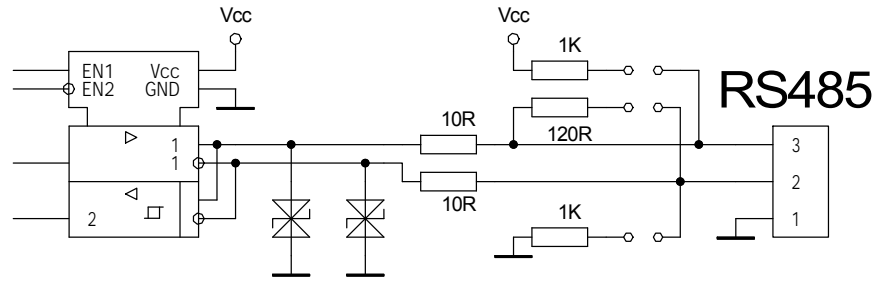 Vcc
Vcc
1K
EN1 Vcc
EN2 GND
RS485
10R
120R
1 3
1
10R 2
1K
2 1